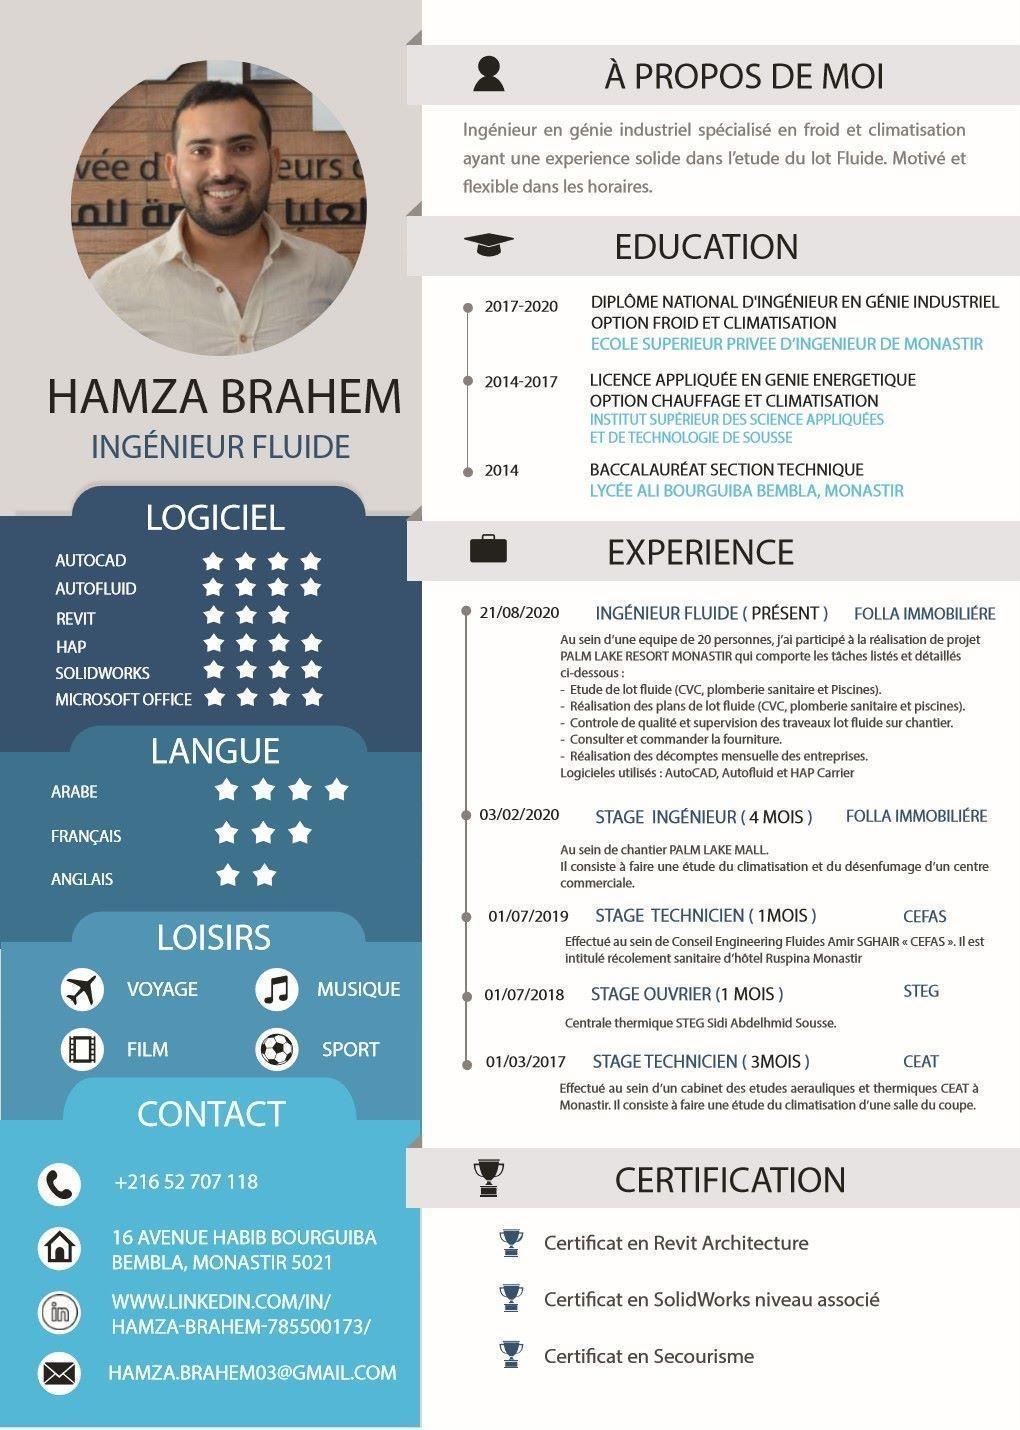 vée d
eurs
HAMZA BRAHEM
INGÉNIEUR FLUIDE
LOGICIEL
AUTOCAD
AUTOFLUID
REVIT
HAP
SOLIDWORKS
MICROSOFT OFFICE
LANGUE
ARABE
FRANÇAIS
ANGLAIS
LOISIRS
VOYAGE
MUSIQUE
FILM
SPORT
CONTACT
+216 52 707 118
16 AVENUE HABIB BOURGUIBA
BEMBLA, MONASTIR 5021
in
WWW.LINKEDIN.COM/IN/
HAMZA-BRAHEM-785500173/
HAMZA.BRAHEM03@GMAIL.COM
À PROPOS DE MOI
Ingénieur en génie industriel spécialisé en froid et climatisation
ayant une experience solide dans l'etude du lot Fluide. Motivé et
flexible dans les horaires.
EDUCATION
2017-2020 DIPLÔME NATIONAL D'INGÉNIEUR EN GÉNIE INDUSTRIEL
OPTION FROID ET CLIMATISATION
ECOLE SUPERIEUR PRIVEE D'INGENIEUR DE MONASTIR
2014-2017 LICENCE APPLIQUÉE EN GENIE ENERGETIQUE
OPTION CHAUFFAGE ET CLIMATISATION
INSTITUT SUPÉRIEUR DES SCIENCE APPLIQUÉES
ET DE TECHNOLOGIE DE SOUSSE
2014 BACCALAURÉAT SECTION TECHNIQUE
LYCÉE ALI BOURGUIBA BEMBLA, MONASTIR
EXPERIENCE
21/08/2020 INGÉNIEUR FLUIDE ( PRÉSENT ) FOLLA IMMOBILIÉRE
Au sein d'une equipe de 20 personnes, j'ai participé à la réalisation de projet
PALM LAKE RESORT MONASTIR qui comporte les tâches listés et détaillés
ci-dessous :
- Etude de lot fluide (CVC, plomberie sanitaire et Piscines).
- Réalisation des plans de lot fluide (CVC, plomberie sanitaire et piscines).
- Controle de qualité et supervision des traveaux lot fluide sur chantier.
- Consulter et commander la fourniture.
- Réalisation des décomptes mensuelle des entreprises.
Logicieles utilisés : AutoCAD, Autofluid et HAP Carrier
03/02/2020 STAGE INGÉNIEUR ( 4 MOIS ) FOLLA IMMOBILIÉRE
Au sein de chantier PALM LAKE MALL.
Il consiste à faire une étude du climatisation et du désenfumage d'un centre
commerciale.
01/07/2019 STAGE TECHNICIEN ( 1MOIS ) CEFAS
Effectué au sein de Conseil Engineering Fluides Amir SGHAIR « CEFAS ». Il est
intitulé récolement sanitaire d'hôtel Ruspina Monastir
01/07/2018 STAGE OUVRIER (1 MOIS ) STEG
Centrale thermique STEG Sidi Abdelhmid Sousse.
01/03/2017 STAGE TECHNICIEN ( 3MOIS ) CEAT
Effectué au sein d'un cabinet des etudes aerauliques et thermiques CEAT à
Monastir. Il consiste à faire une étude du climatisation d'une salle du coupe.
CERTIFICATION
Certificat en Revit Architecture
Certificat en SolidWorks niveau associé
Certificat en Secourisme